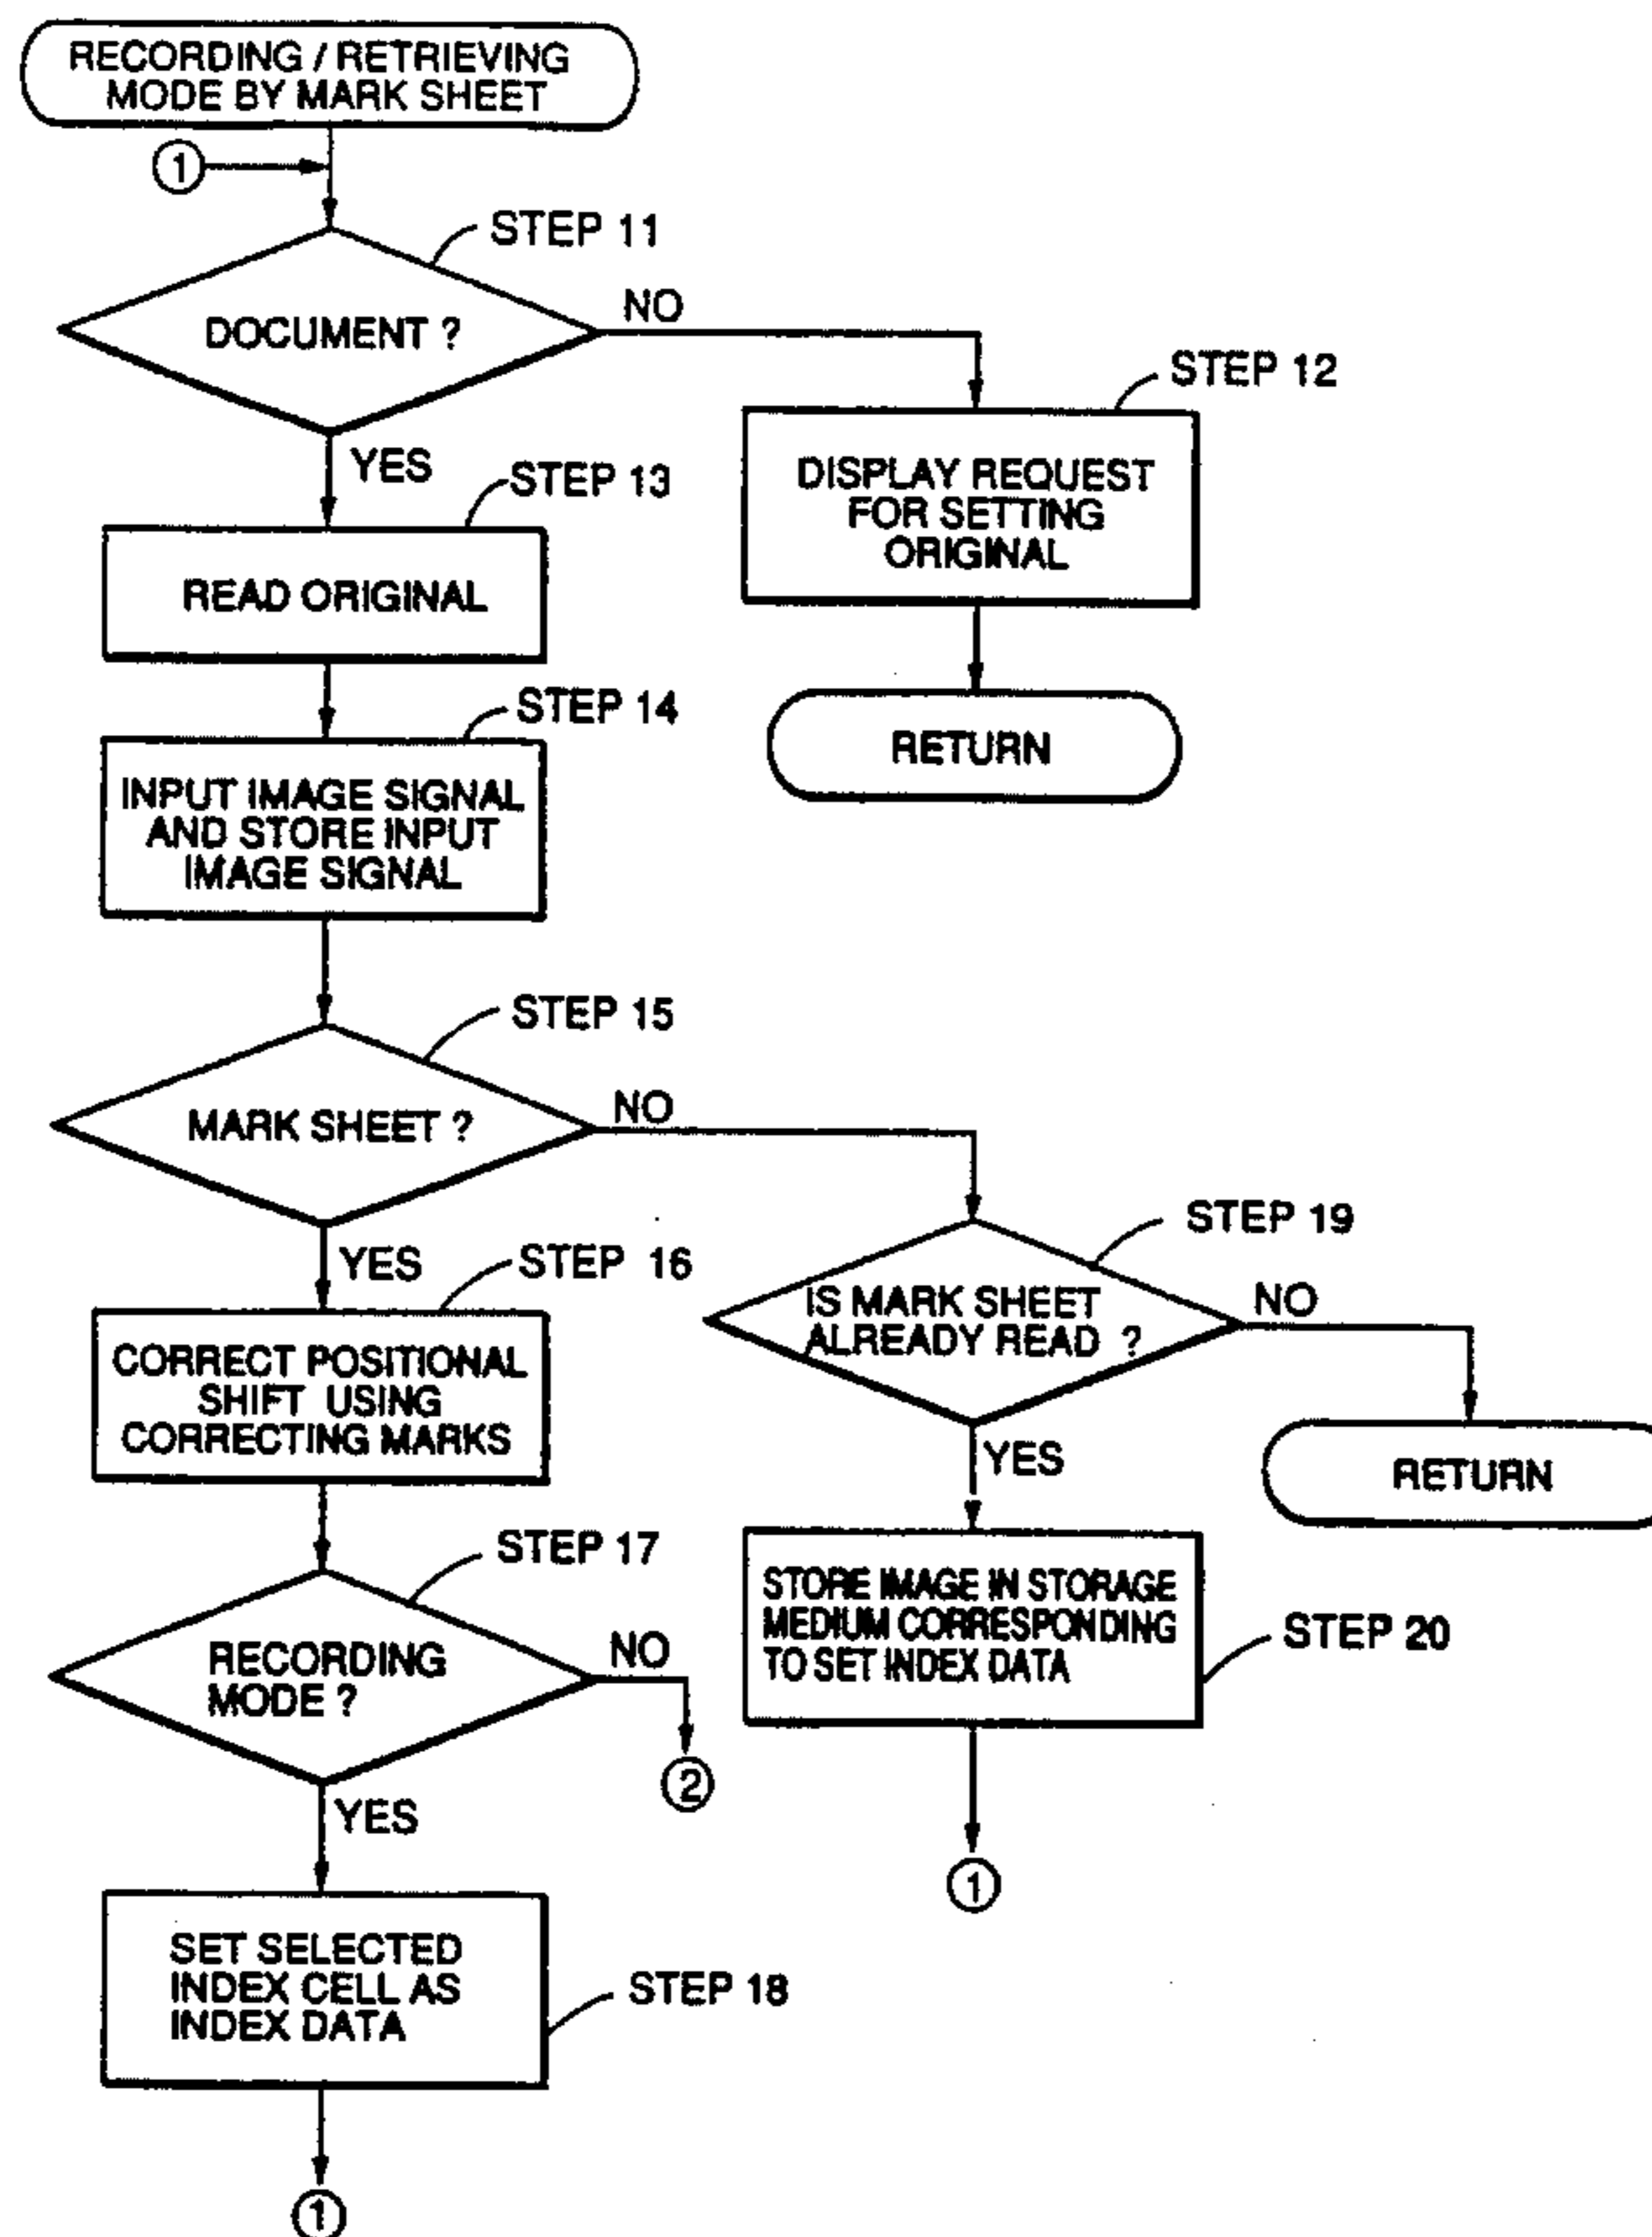 RECORDING / RETRIEVING
MODE BY MARK SHEET
1
STEP 11
DOCUMENT ?
NO
STEP 12
YES
DISPLAY REQUEST
FOR SETTING
ORIGINAL
STEP 13
READ ORIGINAL
RETURN
STEP 14
INPUT IMAGE SIGNAL
AND STORE INPUT
IMAGE SIGNAL
STEP 15
MARK SHEET ?
NO
STEP 19
YES
STEP 16
IS MARK SHEET
ALREADY READ ?
NO
CORRECT POSITIONAL
SHIFT USING
CORRECTING MARKS
YES
RETURN
STEP 17
RECORDING
MODE ?
NO
2
STORE IMAGE IN STORAGE
MEDIUM CORRESPONDING
TO SET INDEX DATA
STEP 20
YES
1
SET SELECTED
INDEX CELL AS
INDEX DATA
STEP 18
1